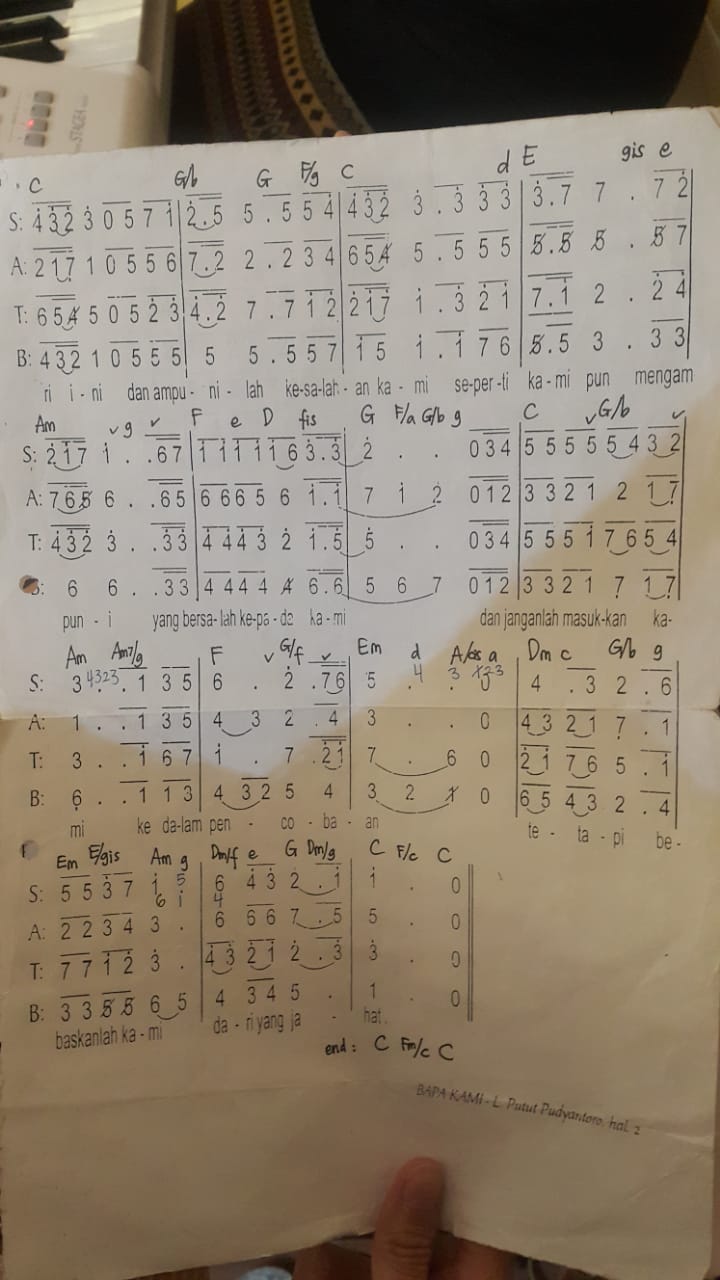 STAGE
C G/b G F/g C d E gis e
S: 4 3 2 3 0 5 7 1 | 2 . 5 5 . 5 5 4 | 4 3 2 3 . 3 3 3 | 3 . 7 7 . 7 2
A: 2 1 7 1 0 5 5 6 | 7 . 2 2 . 2 3 4 | 6 5 4 5 . 5 5 5 | 5 . 5 5 . 5 7
T: 6 5 4 5 0 5 2 3 | 4 . 2 7 . 7 1 2 | 2 1 7 1 . 3 2 1 | 7 . 1 2 . 2 4
B: 4 3 2 1 0 5 5 5 | 5 5 . 5 5 7 | 1 5 1 . 1 7 6 | 5 . 5 3 . 3 3
ri i - ni dan ampu - ni - lah ke-salah - an ka - mi se-per-ti ka - mi pun mengam
Am g F e D fis G F/a G/b g C G/b
S: 2 1 7 1 . . 6 7 | 1 1 1 1 1 6 3 . 3 | 2 . . 0 3 4 | 5 5 5 5 5 4 3 2
A: 7 6 5 6 . . 6 5 | 6 6 6 5 6 1 . 1 | 7 1 2 0 1 2 | 3 3 2 1 2 1 7
T: 4 3 2 3 . . 3 3 | 4 4 4 3 2 1 . 5 | 5 . . 0 3 4 | 5 5 5 1 7 6 5 4
6 6 . . 3 3 | 4 4 4 4 4 6 . 6 | 5 6 7 0 1 2 | 3 3 2 1 7 1 7
pun - i yang bersa - lah ke-pa - da ka - mi dan janganlah masuk-kan ka-
Am Am7/g F G/f Em d a Dm c G/b g
S: 3 4 3 2 3 . 1 3 5 | 6 . 2 . 7 6 | 5 . 4 . 3 0 | 4 . 3 2 . 6
A: 1 . . 1 3 5 | 4 3 2 . 4 | 3 . . 0 | 4 3 2 1 7 . 1
T: 3 . . 1 6 7 | 1 . 7 . 2 1 | 7 . 6 0 | 2 1 7 6 5 . 1
B: 6 . . 1 1 3 | 4 3 2 5 4 | 3 2 1 0 | 6 5 4 3 2 . 4
mi ke da-lam pen - co - ba - an te - ta - pi be -
Em E/gis Am g Dm/f e G Dm/g C F/c C
S: 5 5 3 7 1 5 | 6 4 3 2 . 1 | 1 . 0
6 1 4
A: 2 2 3 4 3 . | 6 6 6 7 . 5 | 5 . 0
T: 7 7 1 2 3 . | 4 3 2 1 2 . 3 | 3 . 0
B: 3 3 5 5 6 5 | 4 3 4 5 . | 1 . 0
baskanlah ka - mi da - ri yang ja - hat.
end: C Fm/c C
BAPA KAMI - L. Putut Pudyantoro, hal. 2